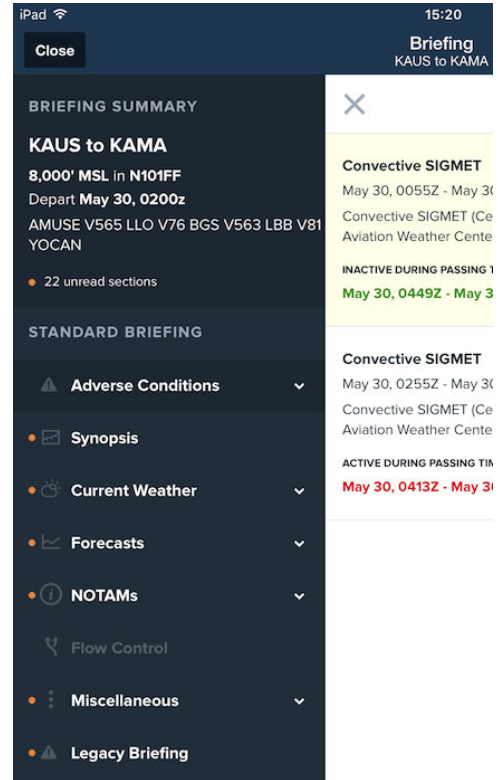 iPad
15:20
Close
Briefing
KAUS to KAMA
BRIEFING SUMMARY
KAUS to KAMA
8,000' MSL in N101FF
Depart May 30, 0200z
AMUSE V565 LLO V76 BGS V563 LBB V81
YOCAN
22 unread sections
STANDARD BRIEFING
Adverse Conditions
Synopsis
Current Weather
Forecasts
NOTAMs
Flow Control
Miscellaneous
Legacy Briefing
Convective SIGMET
May 30, 0055Z - May 30
Convective SIGMET (Ce
Aviation Weather Cente
INACTIVE DURING PASSING T
May 30, 0449Z - May 3
Convective SIGMET
May 30, 0255Z - May 30
Convective SIGMET (Ce
Aviation Weather Cente
ACTIVE DURING PASSING TIM
May 30, 0413Z - May 30